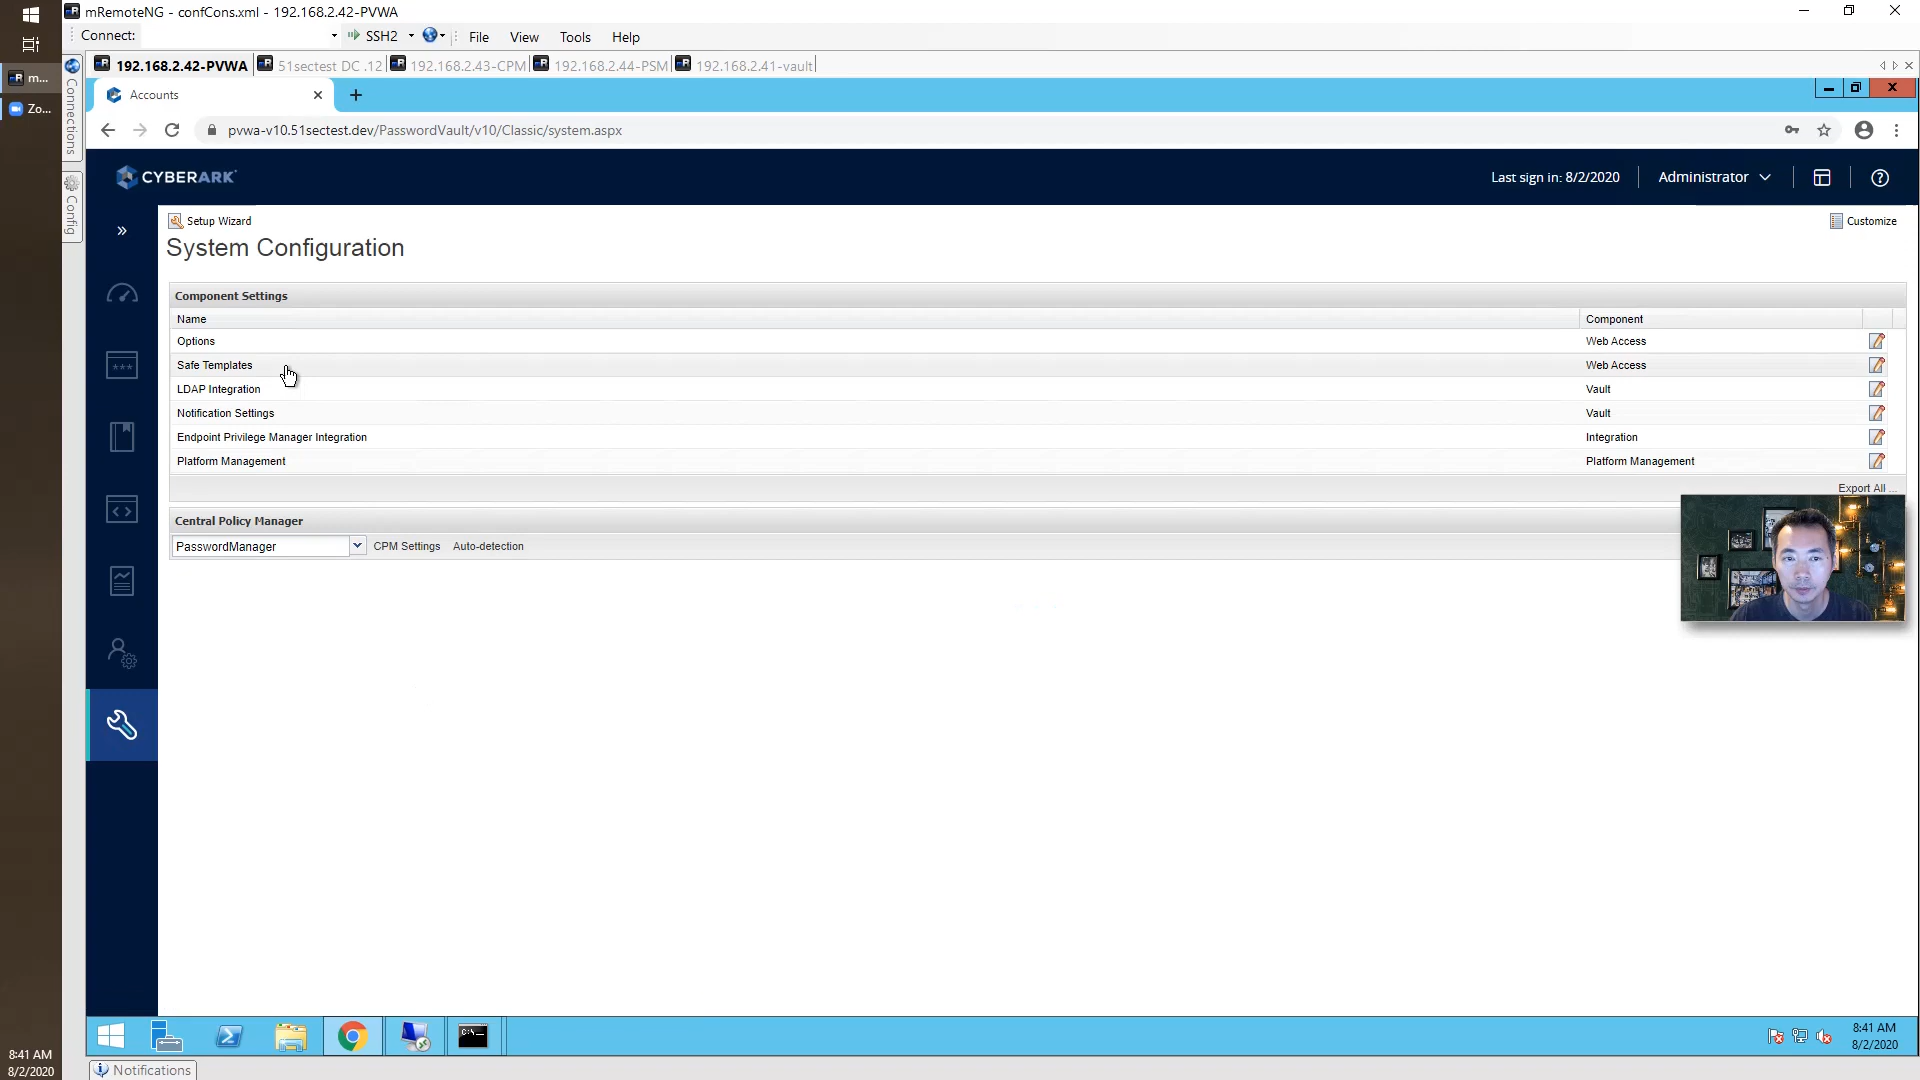 mRemoteNG - confCons.xml - 192.168.2.42-PVWA
Connect:
SSH2
File
View
Tools
Help
m...
Zo...
Connections
Config
192.168.2.42-PVWA
51sectest DC .12
192.168.2.43-CPM
192.168.2.44-PSM
192.168.2.41-vault
Accounts
pvwa-v10.51sectest.dev/PasswordVault/v10/Classic/system.aspx
CYBERARK
Last sign in: 8/2/2020
Administrator
Setup Wizard
Customize
System Configuration
Component Settings
Name
Component
Options
Web Access
Safe Templates
Web Access
LDAP Integration
Vault
Notification Settings
Vault
Endpoint Privilege Manager Integration
Integration
Platform Management
Platform Management
Export All ...
Central Policy Manager
PasswordManager
CPM Settings
Auto-detection
8:41 AM
8/2/2020
8:41 AM
8/2/2020
Notifications